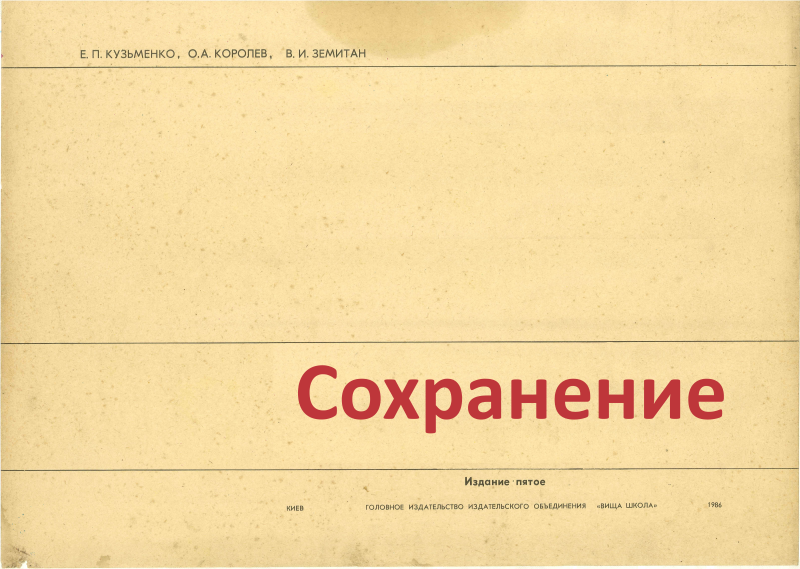 Е. П. КУЗЬМЕНКО, О.А. КОРОЛЕВ, В. И. ЗЕМИТАН
Сохранение
Издание пятое
КИЕВ ГОЛОВНОЕ ИЗДАТЕЛЬСТВО ИЗДАТЕЛЬСКОГО ОБЪЕДИНЕНИЯ «ВИЩА ШКОЛА» 1986